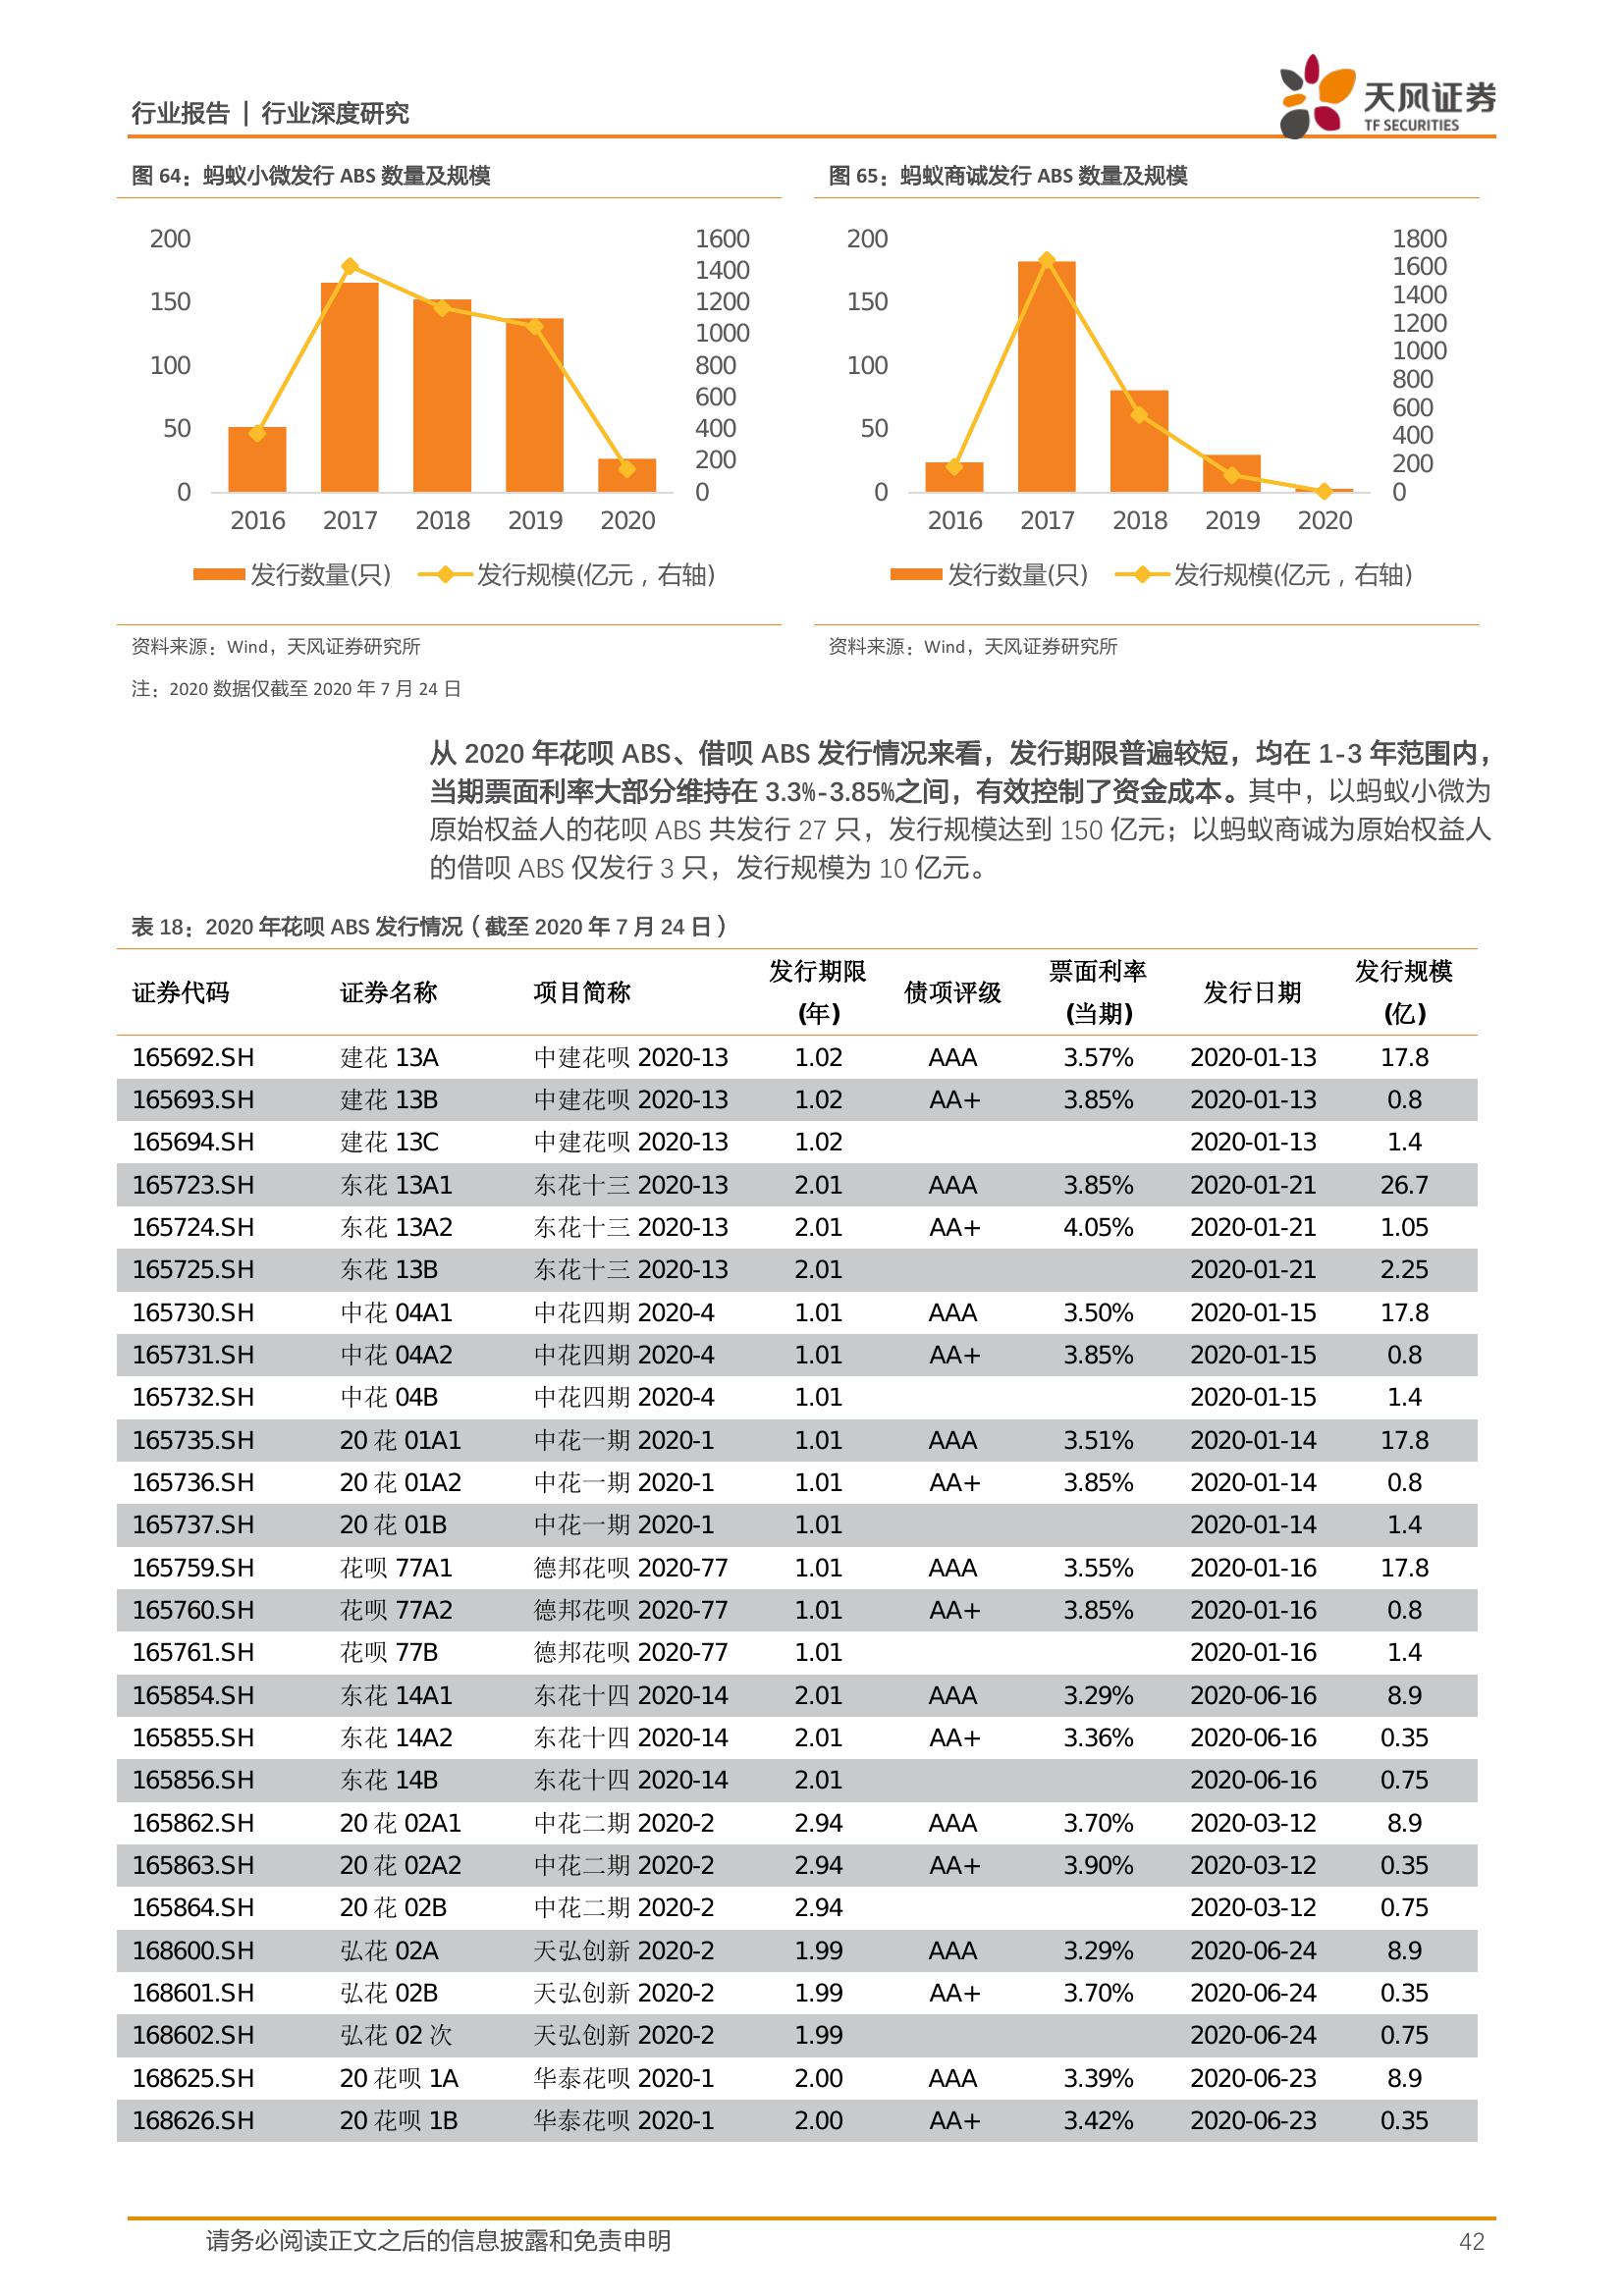 行业报告 | 行业深度研究
天风证券
TF SECURITIES
图 64：蚂蚁小微发行 ABS 数量及规模
200
150
100
50
0
1600
1400
1200
1000
800
600
400
200
0
2016 2017 2018 2019 2020
发行数量(只) 发行规模(亿元，右轴)
资料来源：Wind，天风证券研究所
注：2020 数据仅截至 2020 年 7 月 24 日
图 65：蚂蚁商诚发行 ABS 数量及规模
200
150
100
50
0
1800
1600
1400
1200
1000
800
600
400
200
0
2016 2017 2018 2019 2020
发行数量(只) 发行规模(亿元，右轴)
资料来源：Wind，天风证券研究所
从 2020 年花呗 ABS、借呗 ABS 发行情况来看，发行期限普遍较短，均在 1-3 年范围内，
当期票面利率大部分维持在 3.3%-3.85%之间，有效控制了资金成本。其中，以蚂蚁小微为
原始权益人的花呗 ABS 共发行 27 只，发行规模达到 150 亿元；以蚂蚁商诚为原始权益人
的借呗 ABS 仅发行 3 只，发行规模为 10 亿元。
表 18：2020 年花呗 ABS 发行情况（截至 2020 年 7 月 24 日）
证券代码 证券名称 项目简称 发行期限(年) 债项评级 票面利率(当期) 发行日期 发行规模(亿)
165692.SH 建花 13A 中建花呗 2020-13 1.02 AAA 3.57% 2020-01-13 17.8
165693.SH 建花 13B 中建花呗 2020-13 1.02 AA+ 3.85% 2020-01-13 0.8
165694.SH 建花 13C 中建花呗 2020-13 1.02 2020-01-13 1.4
165723.SH 东花 13A1 东花十三 2020-13 2.01 AAA 3.85% 2020-01-21 26.7
165724.SH 东花 13A2 东花十三 2020-13 2.01 AA+ 4.05% 2020-01-21 1.05
165725.SH 东花 13B 东花十三 2020-13 2.01 2020-01-21 2.25
165730.SH 中花 04A1 中花四期 2020-4 1.01 AAA 3.50% 2020-01-15 17.8
165731.SH 中花 04A2 中花四期 2020-4 1.01 AA+ 3.85% 2020-01-15 0.8
165732.SH 中花 04B 中花四期 2020-4 1.01 2020-01-15 1.4
165735.SH 20 花 01A1 中花一期 2020-1 1.01 AAA 3.51% 2020-01-14 17.8
165736.SH 20 花 01A2 中花一期 2020-1 1.01 AA+ 3.85% 2020-01-14 0.8
165737.SH 20 花 01B 中花一期 2020-1 1.01 2020-01-14 1.4
165759.SH 花呗 77A1 德邦花呗 2020-77 1.01 AAA 3.55% 2020-01-16 17.8
165760.SH 花呗 77A2 德邦花呗 2020-77 1.01 AA+ 3.85% 2020-01-16 0.8
165761.SH 花呗 77B 德邦花呗 2020-77 1.01 2020-01-16 1.4
165854.SH 东花 14A1 东花十四 2020-14 2.01 AAA 3.29% 2020-06-16 8.9
165855.SH 东花 14A2 东花十四 2020-14 2.01 AA+ 3.36% 2020-06-16 0.35
165856.SH 东花 14B 东花十四 2020-14 2.01 2020-06-16 0.75
165862.SH 20 花 02A1 中花二期 2020-2 2.94 AAA 3.70% 2020-03-12 8.9
165863.SH 20 花 02A2 中花二期 2020-2 2.94 AA+ 3.90% 2020-03-12 0.35
165864.SH 20 花 02B 中花二期 2020-2 2.94 2020-03-12 0.75
168600.SH 弘花 02A 天弘创新 2020-2 1.99 AAA 3.29% 2020-06-24 8.9
168601.SH 弘花 02B 天弘创新 2020-2 1.99 AA+ 3.70% 2020-06-24 0.35
168602.SH 弘花 02 次 天弘创新 2020-2 1.99 2020-06-24 0.75
168625.SH 20 花呗 1A 华泰花呗 2020-1 2.00 AAA 3.39% 2020-06-23 8.9
168626.SH 20 花呗 1B 华泰花呗 2020-1 2.00 AA+ 3.42% 2020-06-23 0.35
请务必阅读正文之后的信息披露和免责申明 42